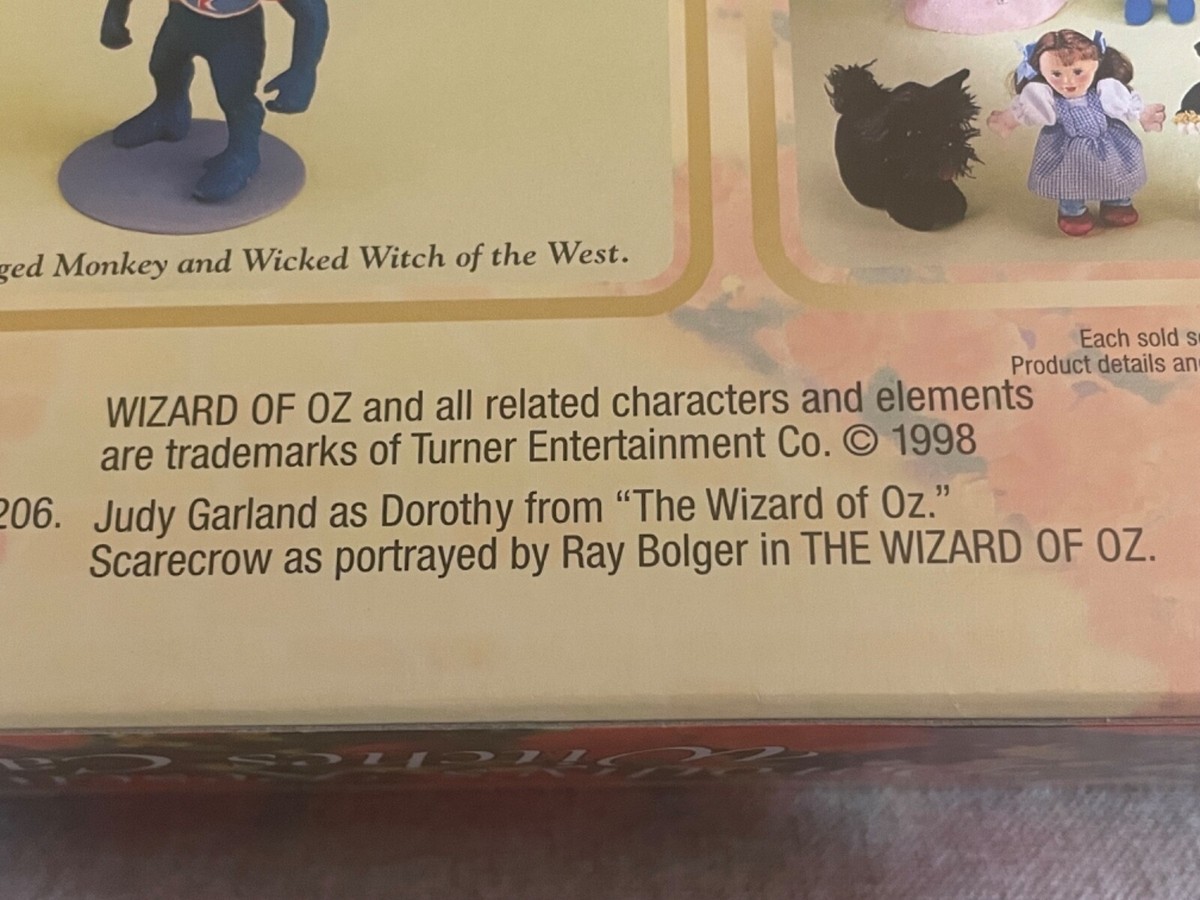 ged Monkey and Wicked Witch of the West.
Each sold
Product details
WIZARD OF OZ and all related characters and elements
are trademarks of Turner Entertainment Co. © 1998
206. Judy Garland as Dorothy from “The Wizard of Oz.”
Scarecrow as portrayed by Ray Bolger in THE WIZARD OF OZ.